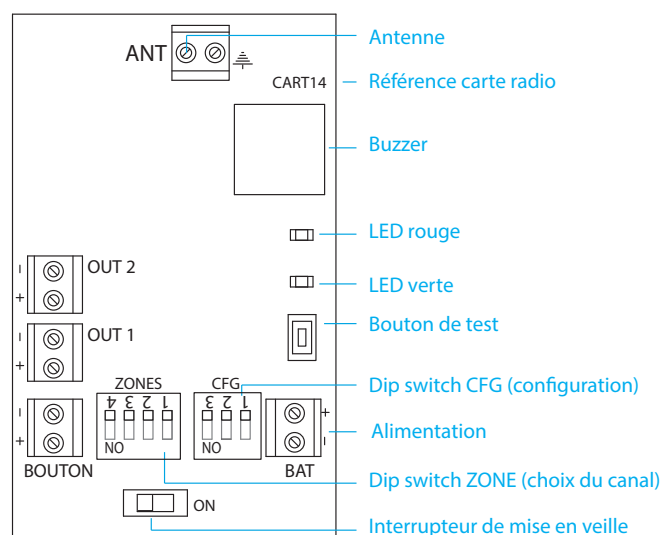 ANT
Antenne
CART14
Référence carte radio
Buzzer
LED rouge
OUT 2
- +
LED verte
OUT 1
- +
Bouton de test
ZONES
4 3 2 1
NO
CFG
3 2 1
NO
Dip switch CFG (configuration)
- +
BOUTON
+ -
BAT
Alimentation
Dip switch ZONE (choix du canal)
ON
Interrupteur de mise en veille